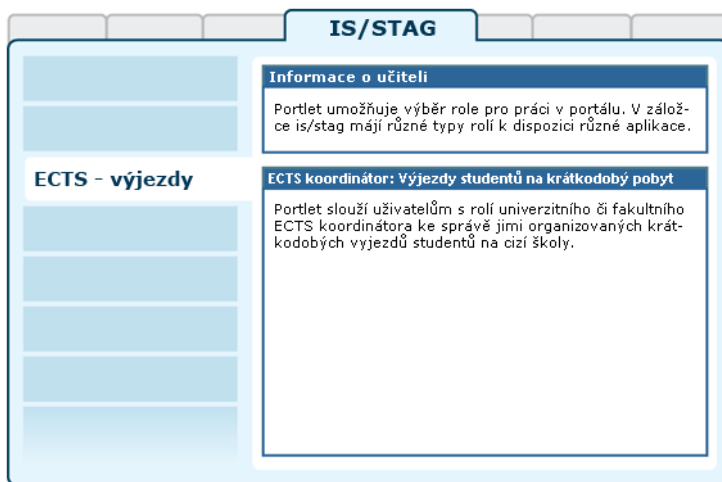 IS/STAG
Informace o učiteli
Portlet umožňuje výběr role pro práci v portálu. V zálož-
ce is/stag májí různé typy rolí k dispozici různé aplikace.
ECTS - výjezdy
ECTS koordinátor: Výjezdy studentů na krátkodobý pobyt
Portlet slouží uživatelům s rolí univerzitního či fakultního
ECTS koordinátora ke správě jimi organizovaných krát-
kodobých vyjezdů studentů na cizí školy.